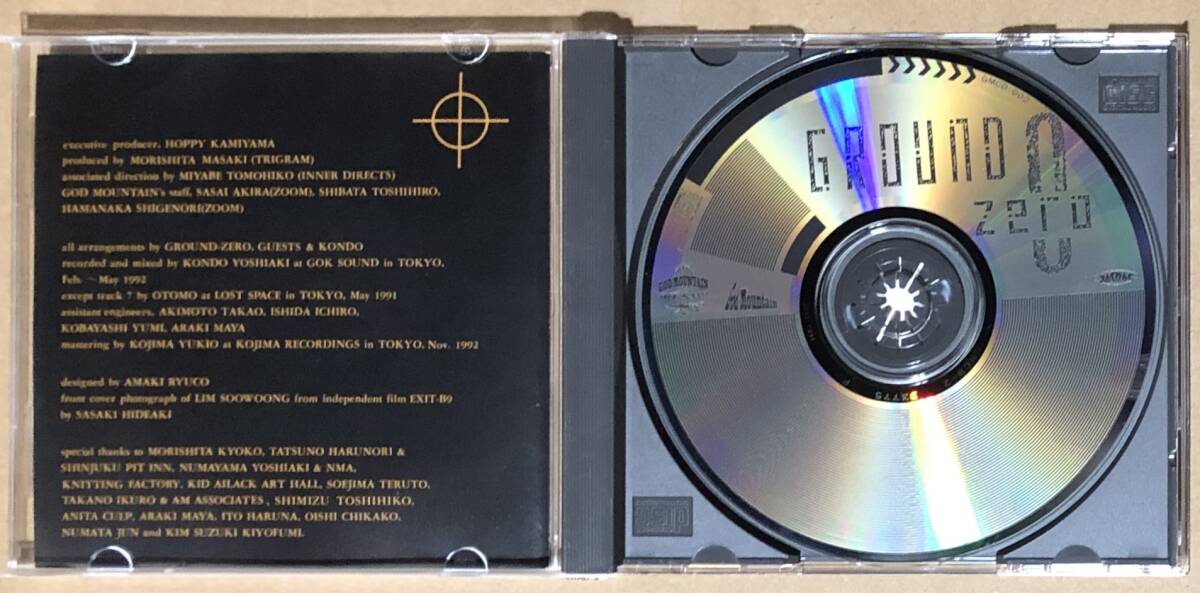 executive producer, HOPPY KAMIYAMA
produced by MORISHITA MASAKI (TRIGRAM)
associated direction by MIYABE TOMOHIKO (INNER DIRECTS)
GOD MOUNTAIN's staff, SASAI AKIRA(ZOOM), SHIBATA TOSHIHIRO,
HAMANAKA SHIGENORI(ZOOM)
all arrangements by GROUND-ZERO, GUESTS & KONDO
recorded and mixed by KONDO YOSHIAKI at GOK SOUND in TOKYO,
Feb. ~ May 1992
except track 7 by OTOMO at LOST SPACE in TOKYO, May 1991
assistant engineers, AKIMOTO TAKAO, ISHIDA ICHIRO,
KOBAYASHI YUMI, ARAKI MAYA
mastering by KOJIMA YUKIO at KOJIMA RECORDINGS in TOKYO, Nov. 1992
designed by AMAKI RYUCO
front cover photograph of LIM SOOWOONG from independent film EXIT-B9
by SASAKI HIDEAKI
special thanks to MORISHITA KYOKO, TATSUNO HARUNORI &
SHINJUKU PIT INN, NUMAYAMA YOSHIAKI & NMA,
KNITTING FACTORY, KID AILACK ART HALL, SOEJIMA TERUTO,
TAKANO IKURO & AM ASSOCIATES, SHIMIZU TOSHIHIKO,
ANITA CULP, ARAKI MAYA, ITO HARUNA, OISHI CHIKAKO,
NUMATA JUN and KIM SUZUKI KIYOFUMI.
GMCD-002
GROUND
zero
GOD MOUNTAIN
Mountain
JASRAC